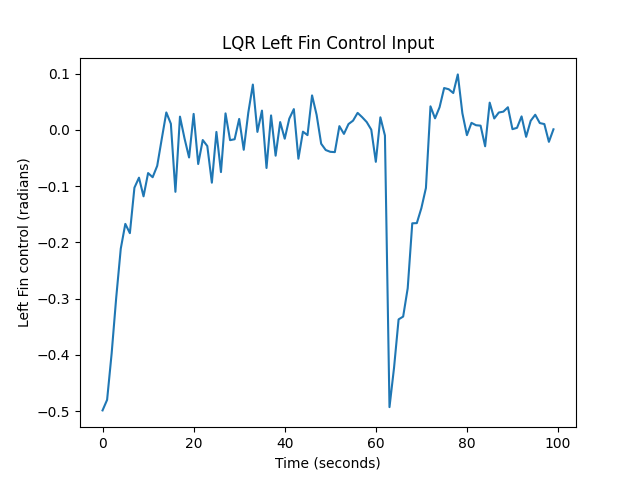 LQR Left Fin Control Input
Left Fin control (radians)
0.1
0.0
−0.1
−0.2
−0.3
−0.4
−0.5
0 20 40 60 80 100
Time (seconds)